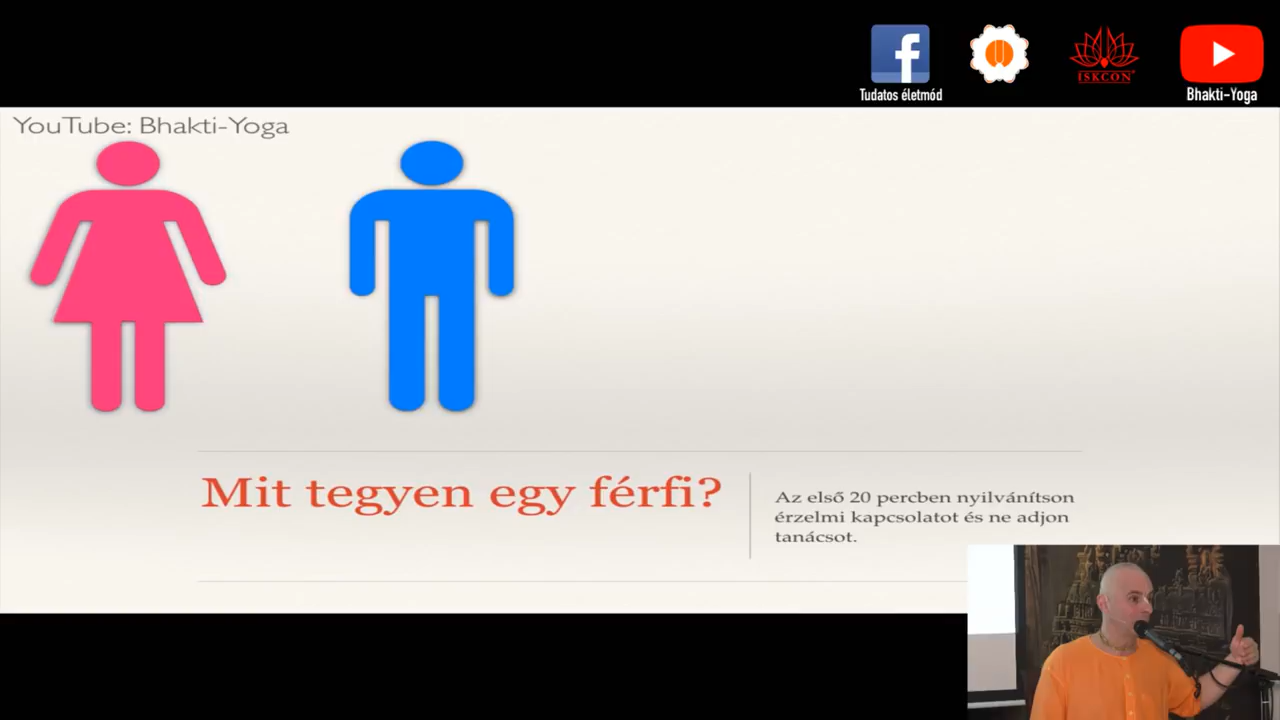 Tudatos életmód
ISKCON
Bhakti-Yoga
YouTube: Bhakti-Yoga
Mit tegyen egy férfi?
Az első 20 percben nyilvánítson
érzelmi kapcsolatot és ne adjon
tanácsot.